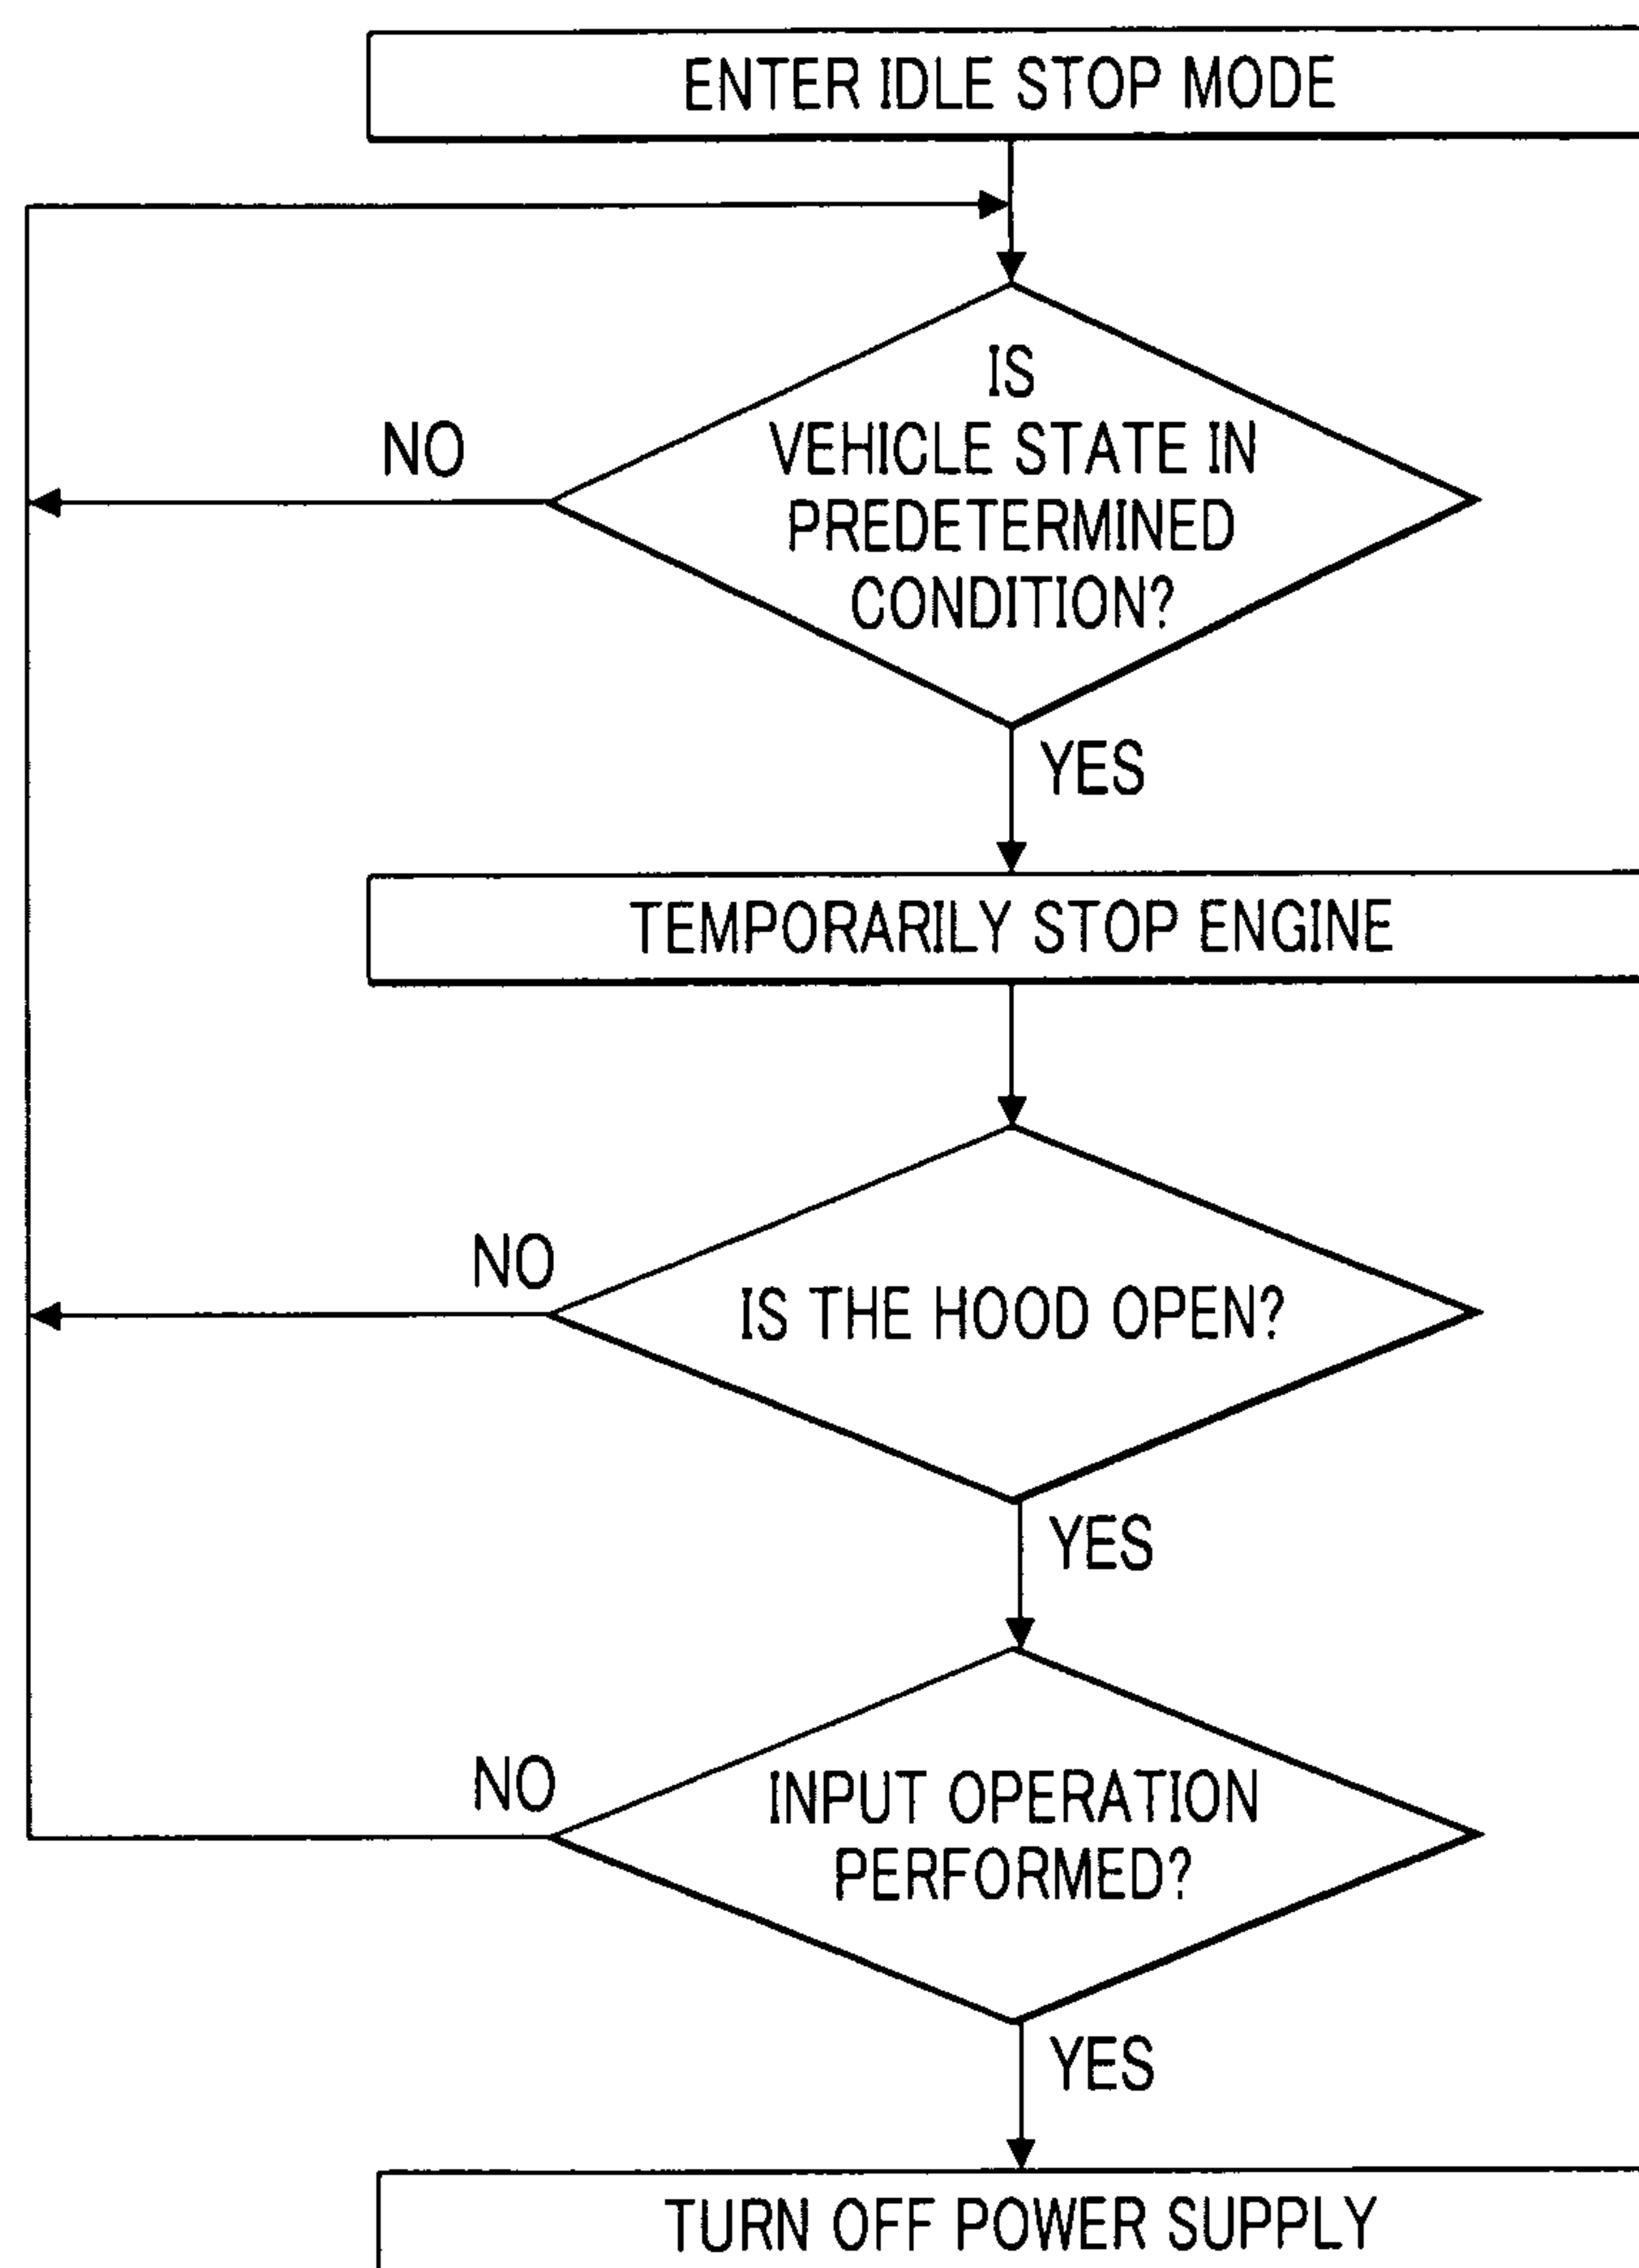 ENTER IDLE STOP MODE
IS
VEHICLE STATE IN
PREDETERMINED
CONDITION?
NO
YES
TEMPORARILY STOP ENGINE
IS THE HOOD OPEN?
NO
YES
INPUT OPERATION
PERFORMED?
NO
YES
TURN OFF POWER SUPPLY